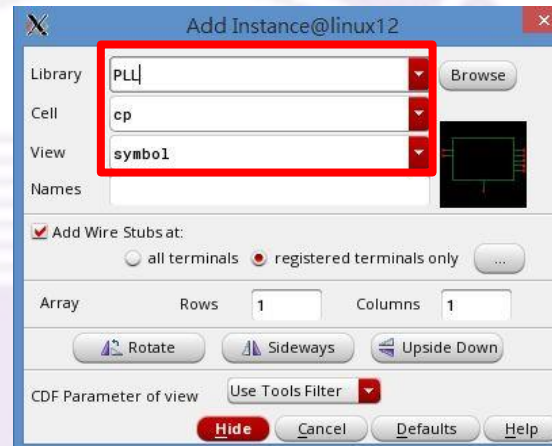 Add Instance@linux12
Library PLL Browse
Cell cp
View symbol
Names
Add Wire Stubs at:
all terminals registered terminals only ...
Array Rows 1 Columns 1
Rotate Sideways Upside Down
CDF Parameter of view Use Tools Filter
Hide Cancel Defaults Help